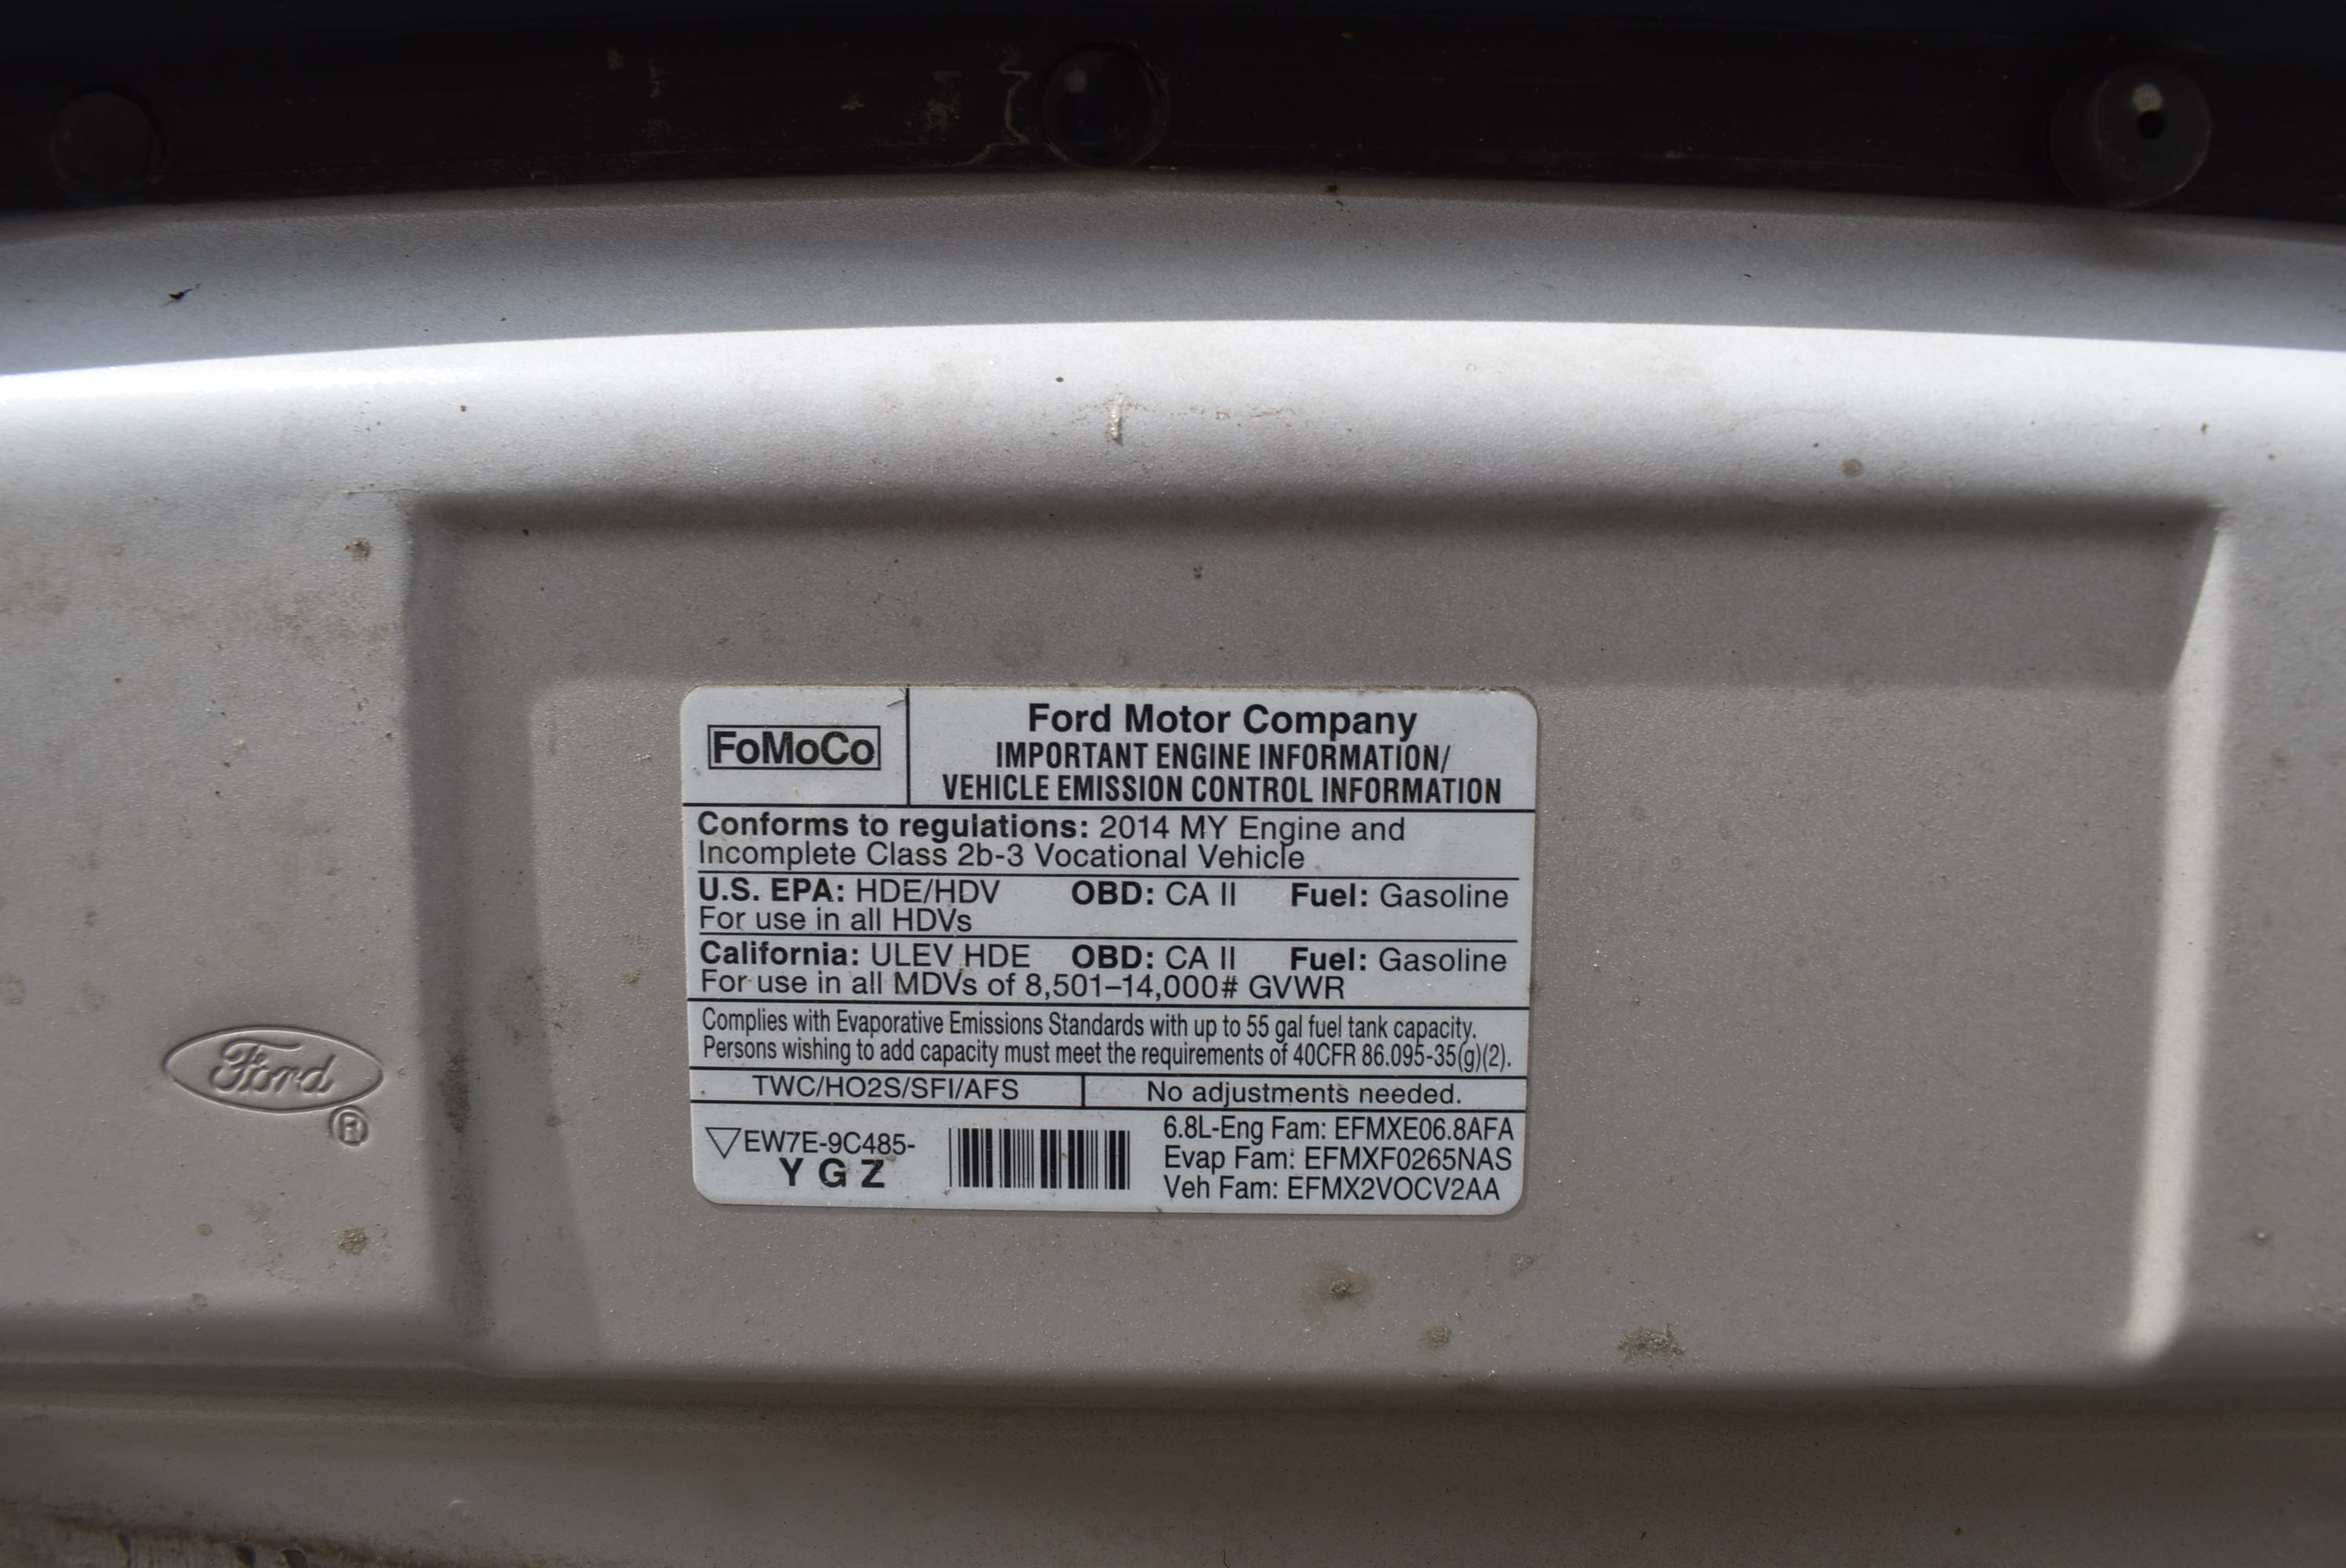 FoMoCo
Ford Motor Company
IMPORTANT ENGINE INFORMATION/
VEHICLE EMISSION CONTROL INFORMATION
Conforms to regulations: 2014 MY Engine and
Incomplete Class 2b-3 Vocational Vehicle
U.S. EPA: HDE/HDV OBD: CA II Fuel: Gasoline
For use in all HDVs
California: ULEV HDE OBD: CA II Fuel: Gasoline
For use in all MDVs of 8,501–14,000# GVWR
Complies with Evaporative Emissions Standards with up to 55 gal fuel tank capacity.
Persons wishing to add capacity must meet the requirements of 40CFR 86.095-35(g)(2).
TWC/HO2S/SFI/AFS No adjustments needed.
EW7E-9C485-
Y G Z
6.8L-Eng Fam: EFMXE06.8AFA
Evap Fam: EFMXF0265NAS
Veh Fam: EFMX2VOCV2AA
Ford
®